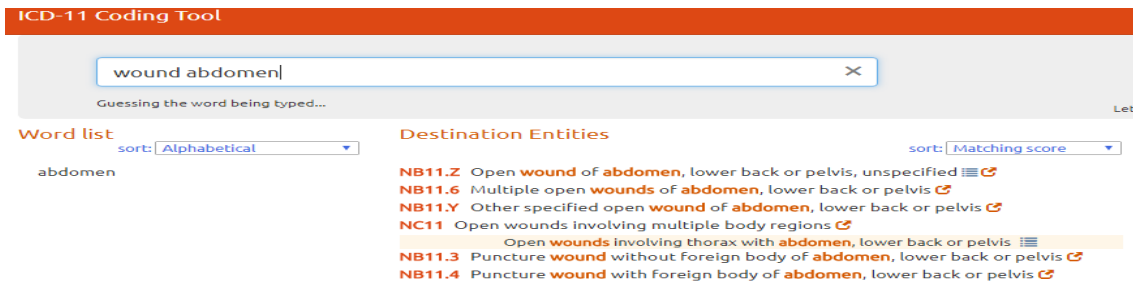 ICD-11 Coding Tool
wound abdomen ×
Guessing the word being typed...
Let
Word list
sort: Alphabetical
abdomen
Destination Entities
sort: Matching score
NB11.Z Open wound of abdomen, lower back or pelvis, unspecified
NB11.6 Multiple open wounds of abdomen, lower back or pelvis
NB11.Y Other specified open wound of abdomen, lower back or pelvis
NC11 Open wounds involving multiple body regions
Open wounds involving thorax with abdomen, lower back or pelvis
NB11.3 Puncture wound without foreign body of abdomen, lower back or pelvis
NB11.4 Puncture wound with foreign body of abdomen, lower back or pelvis